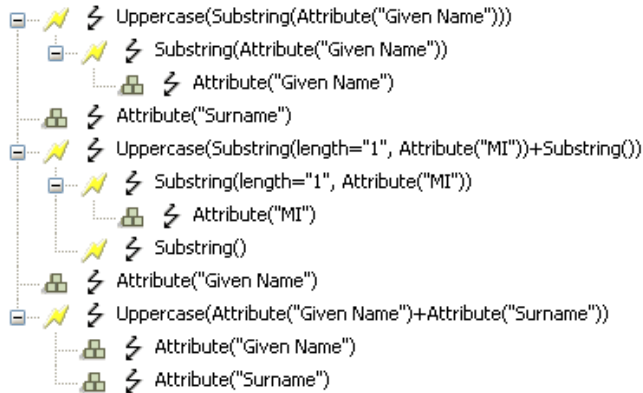 Uppercase(Substring(Attribute("Given Name")))
Substring(Attribute("Given Name"))
Attribute("Given Name")
Attribute("Surname")
Uppercase(Substring(length="1", Attribute("MI"))+Substring())
Substring(length="1", Attribute("MI"))
Attribute("MI")
Substring()
Attribute("Given Name")
Uppercase(Attribute("Given Name")+Attribute("Surname"))
Attribute("Given Name")
Attribute("Surname")